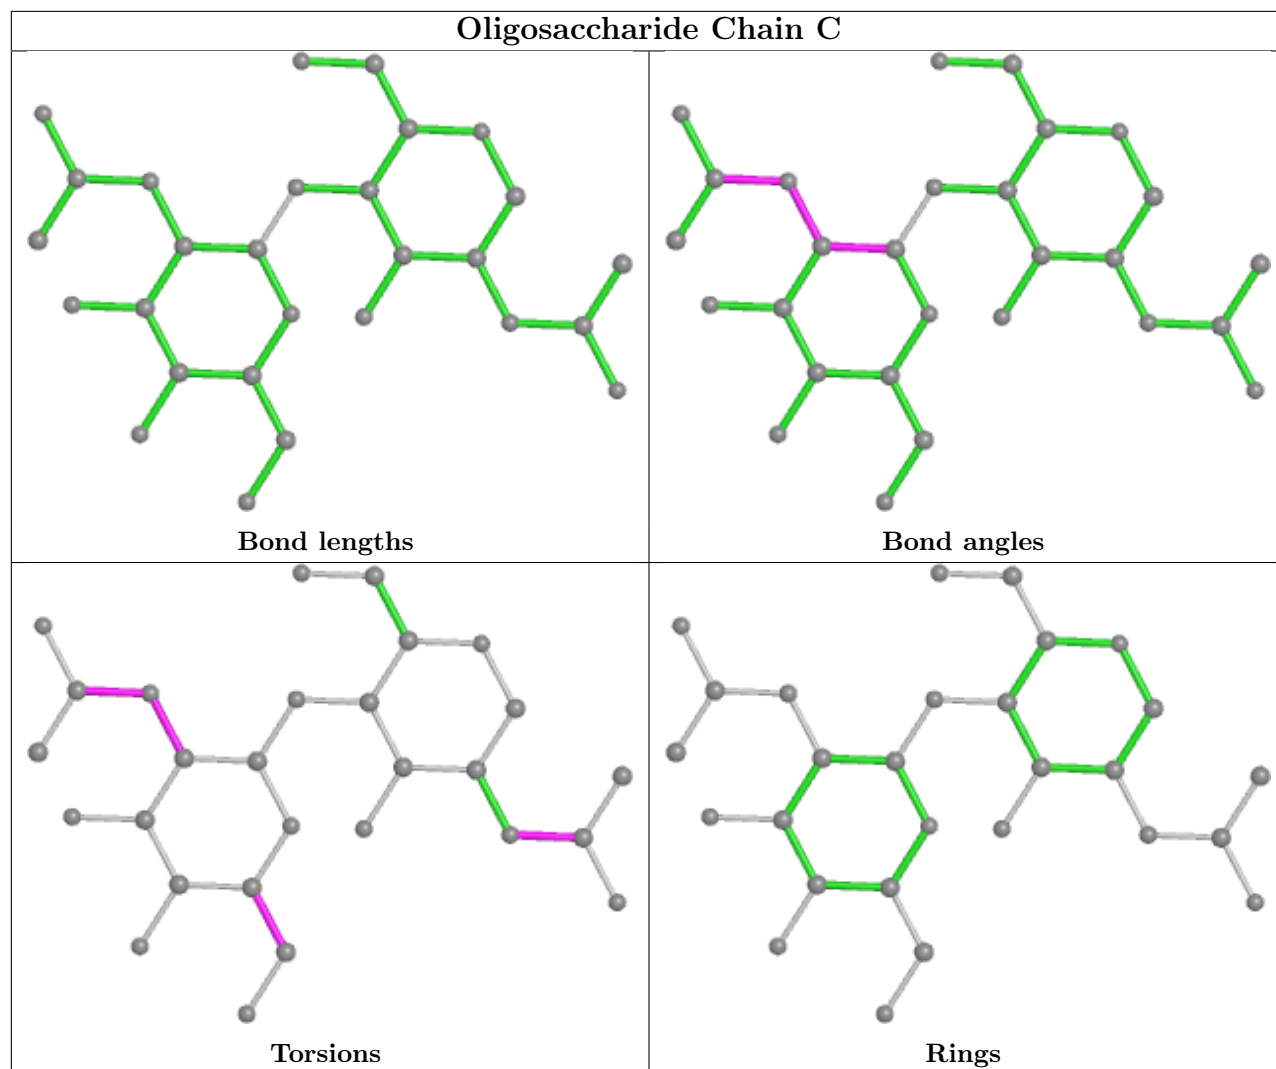 Oligosaccharide Chain C
Bond lengths
Bond angles
Torsions
Rings